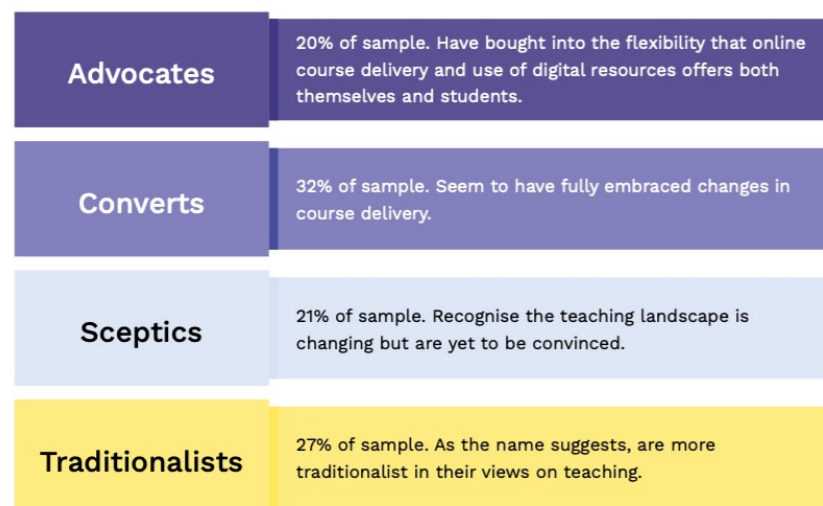 Advocates
20% of sample. Have bought into the flexibility that online
course delivery and use of digital resources offers both
themselves and students.
Converts
32% of sample. Seem to have fully embraced changes in
course delivery.
Sceptics
21% of sample. Recognise the teaching landscape is
changing but are yet to be convinced.
Traditionalists
27% of sample. As the name suggests, are more
traditionalist in their views on teaching.